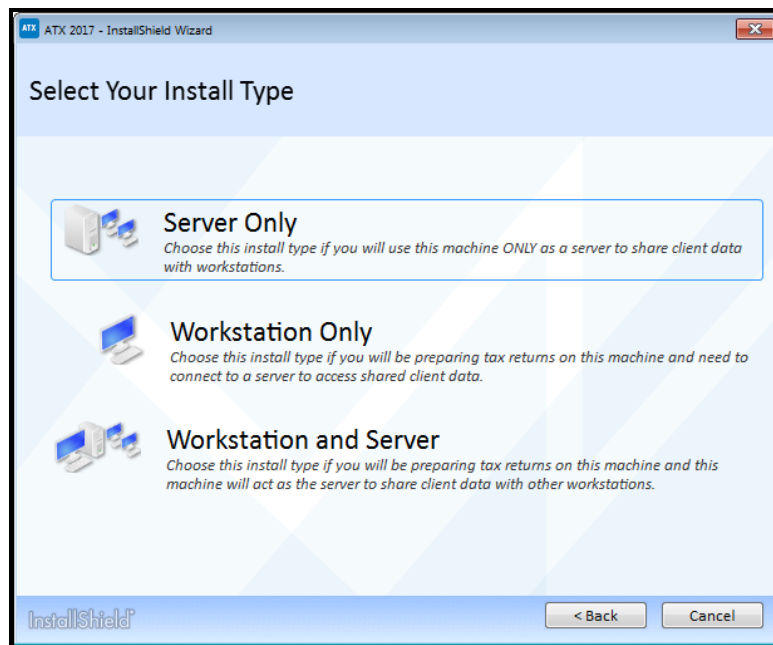 ATX ATX 2017 - InstallShield Wizard
Select Your Install Type
Server Only
Choose this install type if you will use this machine ONLY as a server to share client data
with workstations.
Workstation Only
Choose this install type if you will be preparing tax returns on this machine and need to
connect to a server to access shared client data.
Workstation and Server
Choose this install type if you will be preparing tax returns on this machine and this
machine will act as the server to share client data with other workstations.
InstallShield
< Back Cancel